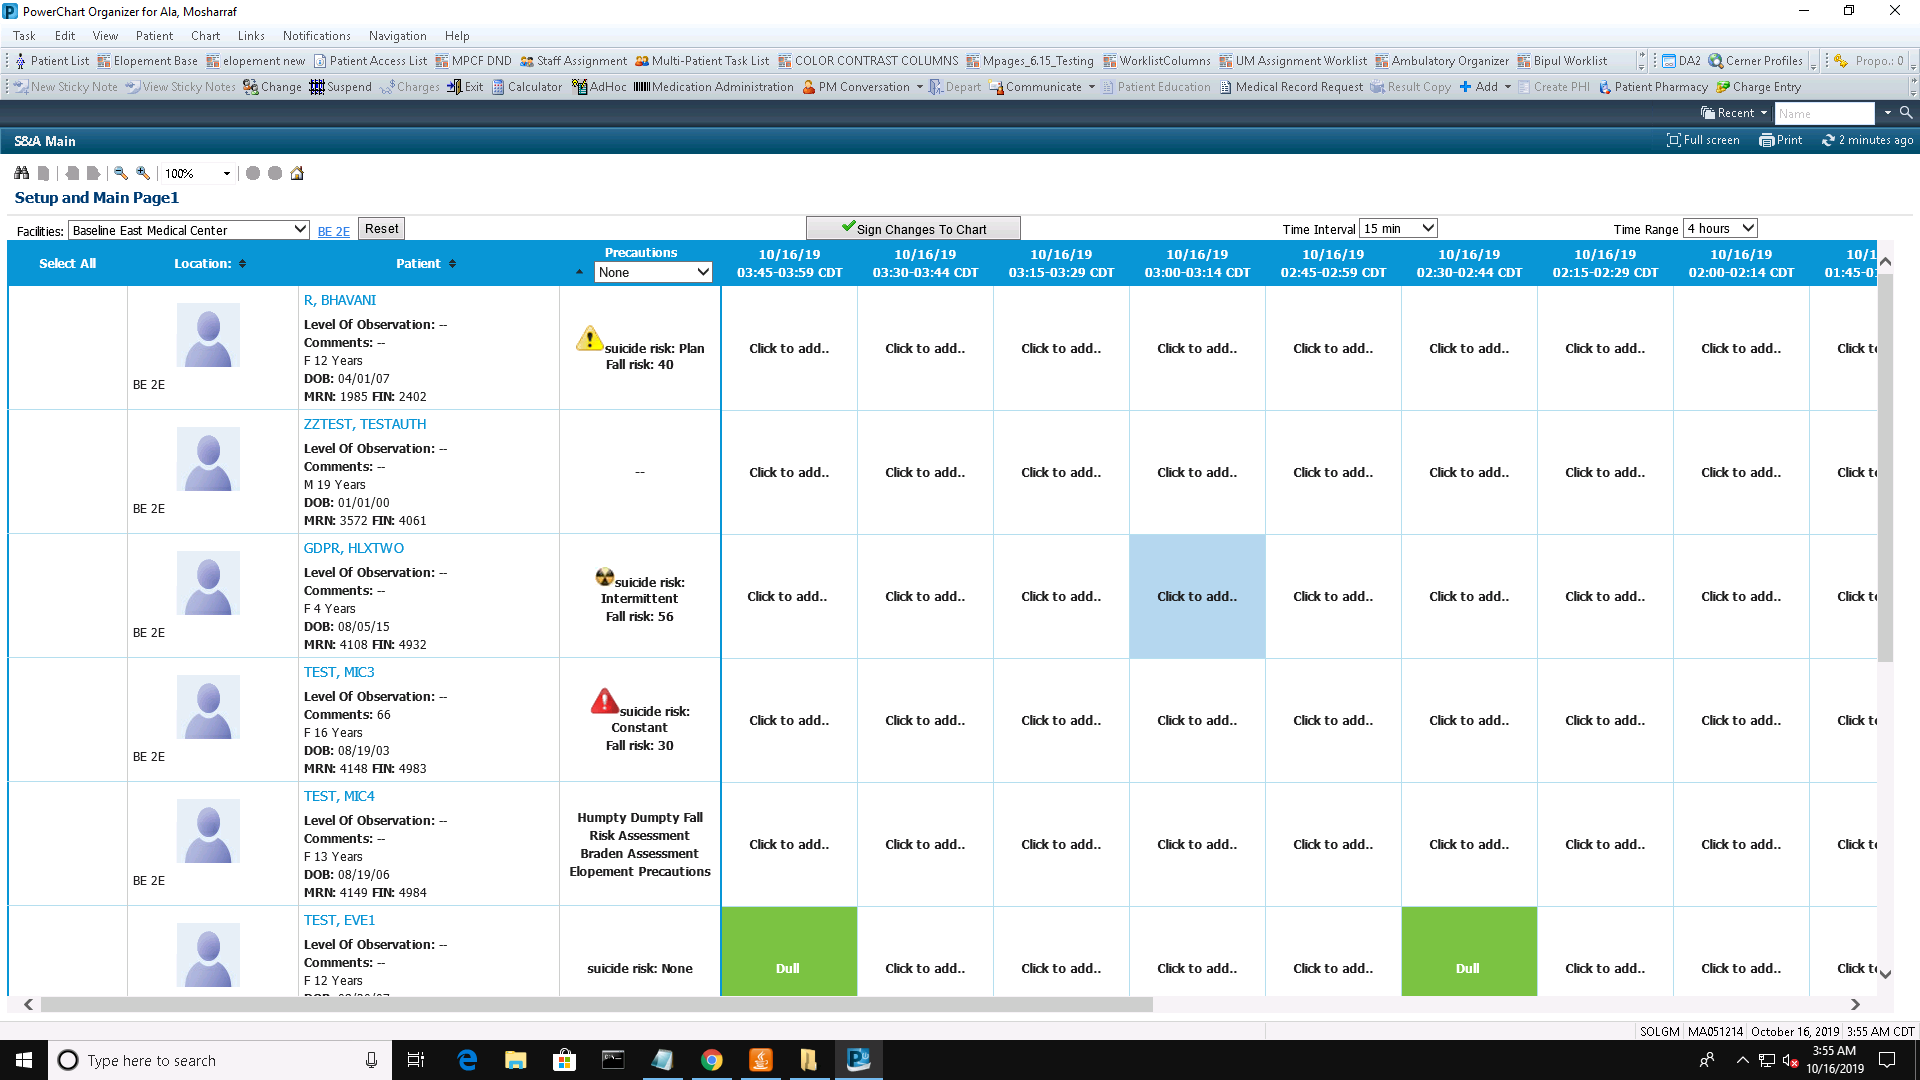 PowerChart Organizer for Ala, Mosharraf
Task Edit View Patient Chart Links Notifications Navigation Help
Patient List Elopement Base elopement new Patient Access List MPCF DND Staff Assignment Multi-Patient Task List COLOR CONTRAST COLUMNS Mpages_6.15_Testing WorklistColumns UM Assignment Worklist Ambulatory Organizer Bipul Worklist DA2 Cerner Profiles Propo.: 0
New Sticky Note View Sticky Notes Change Suspend Charges Exit Calculator AdHoc Medication Administration PM Conversation Depart Communicate Patient Education Medical Record Request Result Copy Add Create PHI Patient Pharmacy Charge Entry
Recent Name
S&A Main Full screen Print 2 minutes ago
100%
Setup and Main Page1
Facilities: Baseline East Medical Center BE 2E Reset Sign Changes To Chart Time Interval 15 min Time Range 4 hours
Select All Location: Patient Precautions None
10/16/19 10/16/19 10/16/19 10/16/19 10/16/19 10/16/19 10/16/19 10/16/19 10/1
03:45-03:59 CDT 03:30-03:44 CDT 03:15-03:29 CDT 03:00-03:14 CDT 02:45-02:59 CDT 02:30-02:44 CDT 02:15-02:29 CDT 02:00-02:14 CDT 01:45-0
R, BHAVANI
Level Of Observation: --
Comments: --
F 12 Years
DOB: 04/01/07
MRN: 1985 FIN: 2402
BE 2E
suicide risk: Plan
Fall risk: 40
Click to add.. Click to add.. Click to add.. Click to add.. Click to add.. Click to add.. Click to add.. Click to add.. Click t
ZZTEST, TESTAUTH
Level Of Observation: --
Comments: --
M 19 Years
DOB: 01/01/00
MRN: 3572 FIN: 4061
BE 2E
--
Click to add.. Click to add.. Click to add.. Click to add.. Click to add.. Click to add.. Click to add.. Click to add.. Click t
GDPR, HLXTWO
Level Of Observation: --
Comments: --
F 4 Years
DOB: 08/05/15
MRN: 4108 FIN: 4932
BE 2E
suicide risk:
Intermittent
Fall risk: 56
Click to add.. Click to add.. Click to add.. Click to add.. Click to add.. Click to add.. Click to add.. Click to add.. Click t
TEST, MIC3
Level Of Observation: --
Comments: 66
F 16 Years
DOB: 08/19/03
MRN: 4148 FIN: 4983
BE 2E
suicide risk:
Constant
Fall risk: 30
Click to add.. Click to add.. Click to add.. Click to add.. Click to add.. Click to add.. Click to add.. Click to add.. Click t
TEST, MIC4
Level Of Observation: --
Comments: --
F 13 Years
DOB: 08/19/06
MRN: 4149 FIN: 4984
BE 2E
Humpty Dumpty Fall
Risk Assessment
Braden Assessment
Elopement Precautions
Click to add.. Click to add.. Click to add.. Click to add.. Click to add.. Click to add.. Click to add.. Click to add.. Click t
TEST, EVE1
Level Of Observation: --
Comments: --
F 12 Years
suicide risk: None
Dull Click to add.. Click to add.. Click to add.. Click to add.. Dull Click to add.. Click to add.. Click t
SOLGM MA051214 October 16, 2019 3:55 AM CDT
Type here to search
3:55 AM
10/16/2019